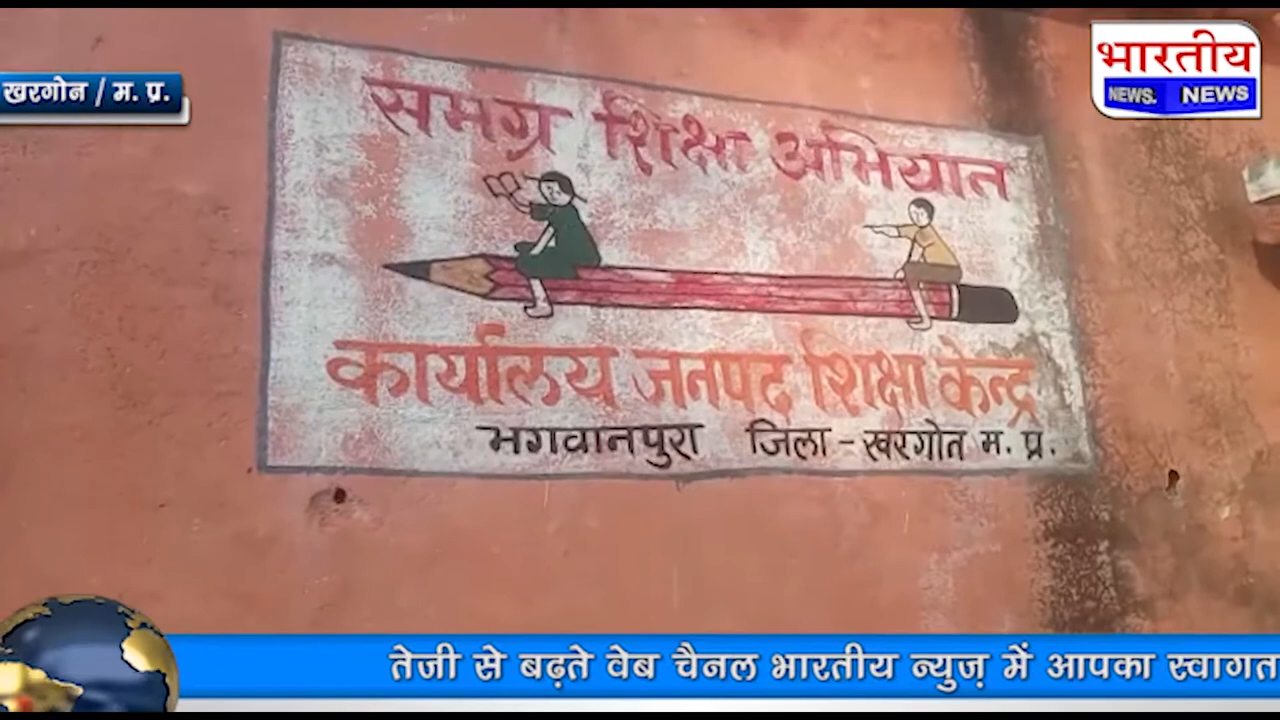 खरगोन / म. प्र.
भारतीय
NEWS. NEWS
समग्र शिक्षा अभियान
कार्यालय जनपद शिक्षा केन्द्र
भगवानपुरा जिला - खरगोन म. प्र.
तेजी से बढ़ते वेब चैनल भारतीय न्युज़ में आपका स्वागत